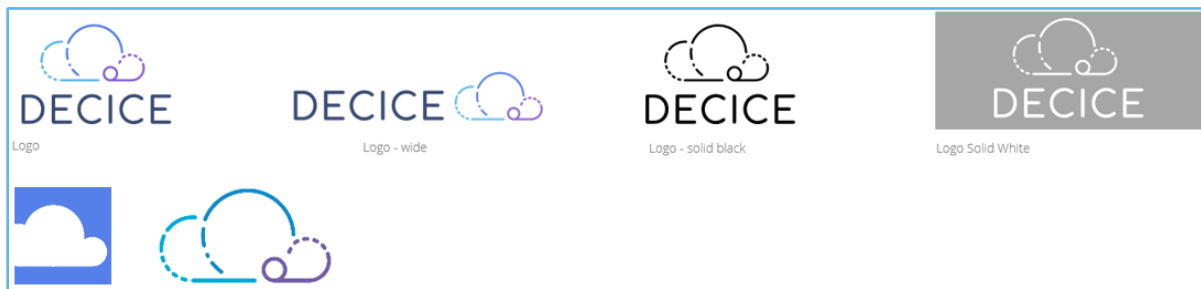 DECICE
DECICE
DECICE
DECICE
Logo
Logo - wide
Logo - solid black
Logo Solid White